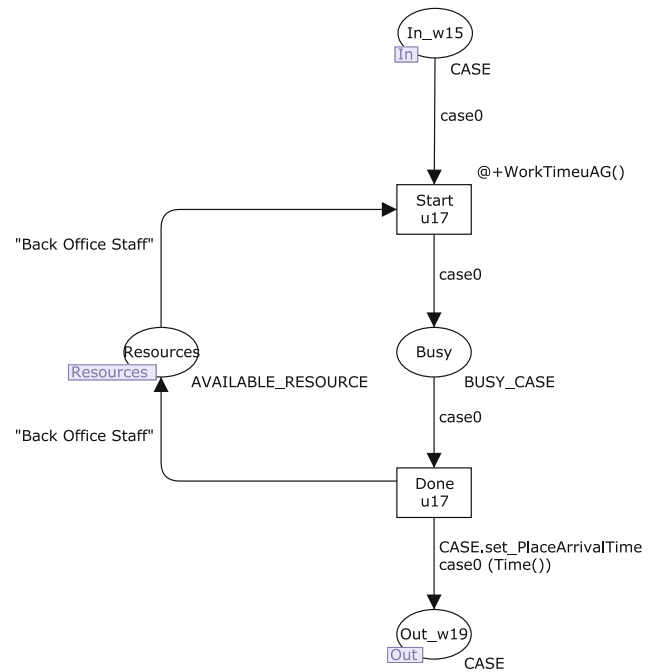 In_w15
In
CASE
case0
@+WorkTimeuAG()
Start
u17
"Back Office Staff"
case0
Resources
Resources
AVAILABLE_RESOURCE
Busy
BUSY_CASE
case0
"Back Office Staff"
Done
u17
CASE.set_PlaceArrivalTime
case0 (Time())
Out_w19
Out
CASE